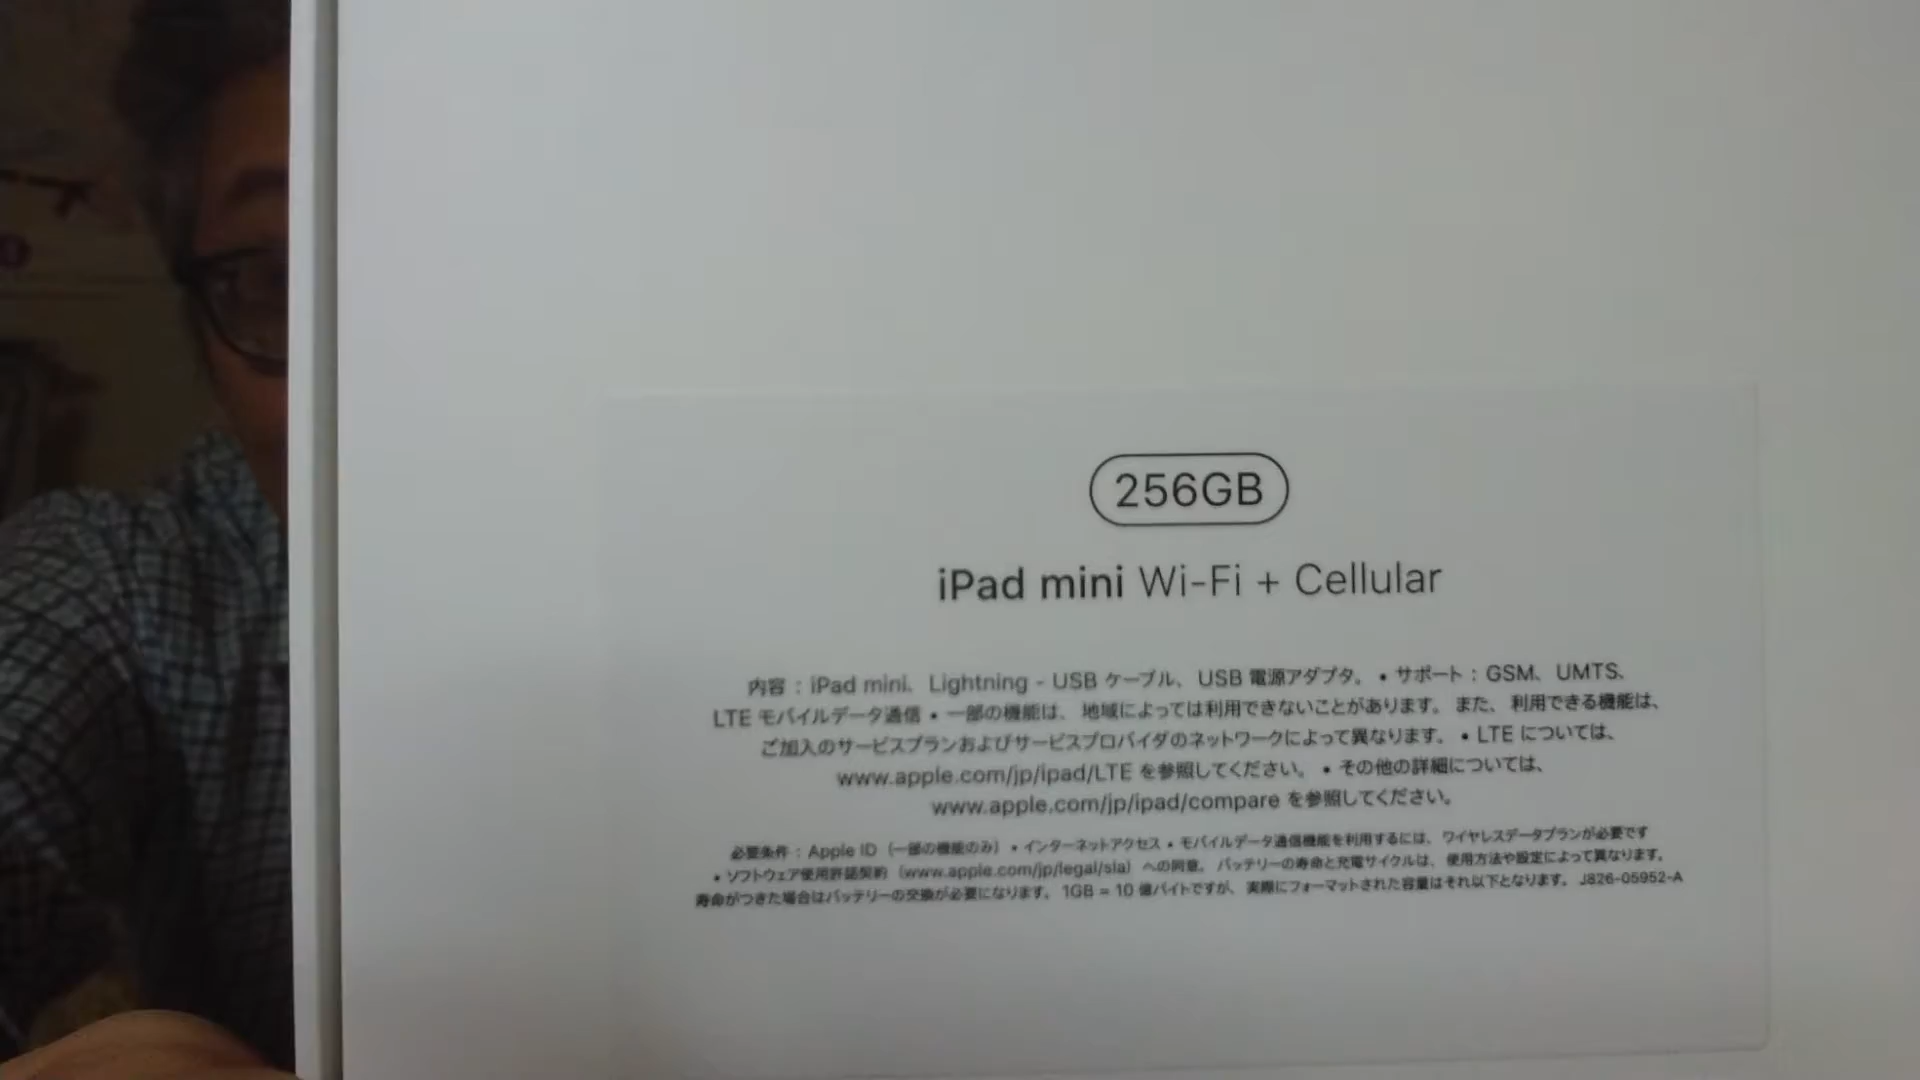 256GB
iPad mini Wi-Fi + Cellular
内容：iPad mini、Lightning - USB ケーブル、USB 電源アダプタ。 • サポート：GSM、UMTS、
LTE モバイルデータ通信 • 一部の機能は、地域によっては利用できないことがあります。また、利用できる機能は、
ご加入のサービスプランおよびサービスプロバイダのネットワークによって異なります。 • LTE については、
www.apple.com/jp/ipad/LTE を参照してください。 • その他の詳細については、
www.apple.com/jp/ipad/compare を参照してください。
必要条件：Apple ID（一部の機能のみ） • インターネットアクセス • モバイルデータ通信機能を利用するには、ワイヤレスデータプランが必要です
• ソフトウェア使用許諾契約（www.apple.com/jp/legal/sla）への同意。バッテリーの寿命と充電サイクルは、使用方法や設定によって異なります。
寿命がつきた場合はバッテリーの交換が必要になります。1GB = 10 億バイトですが、実際にフォーマットされた容量はそれ以下となります。 J826-05952-A